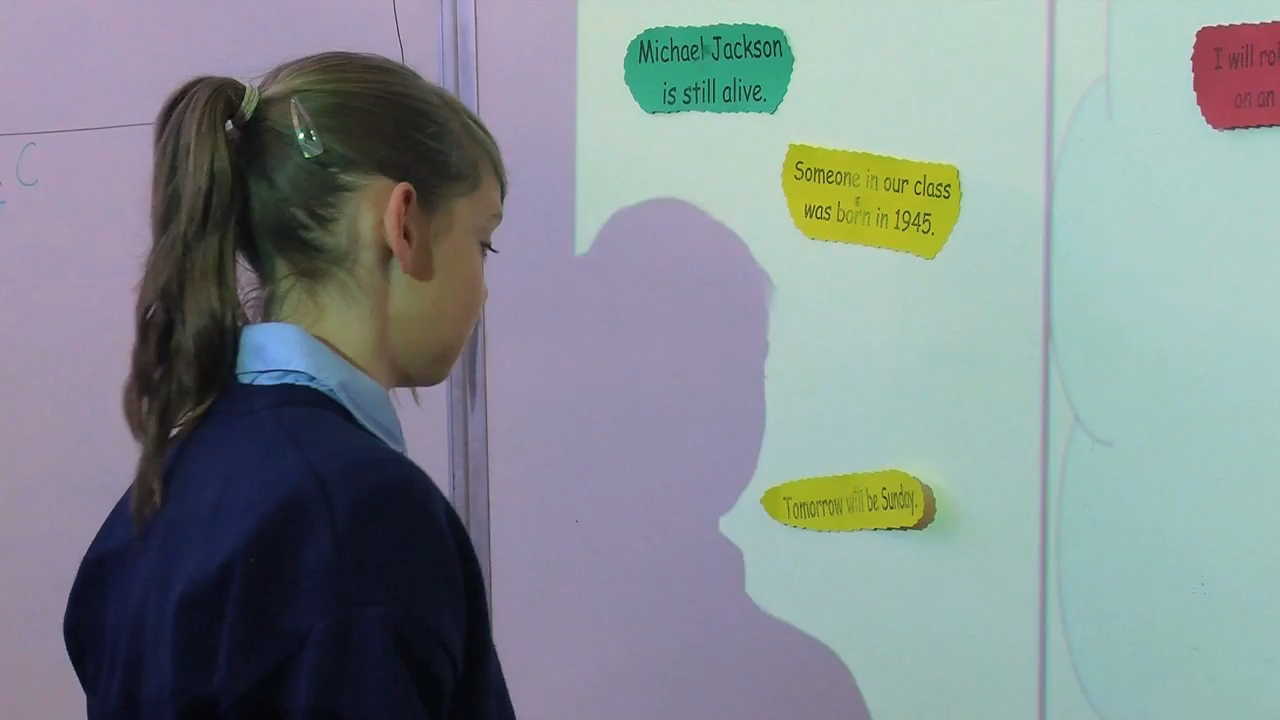 Michael Jackson
is still alive.
Someone in our class
was born in 1945.
Tomorrow will be Sunday.
I will
on an
C